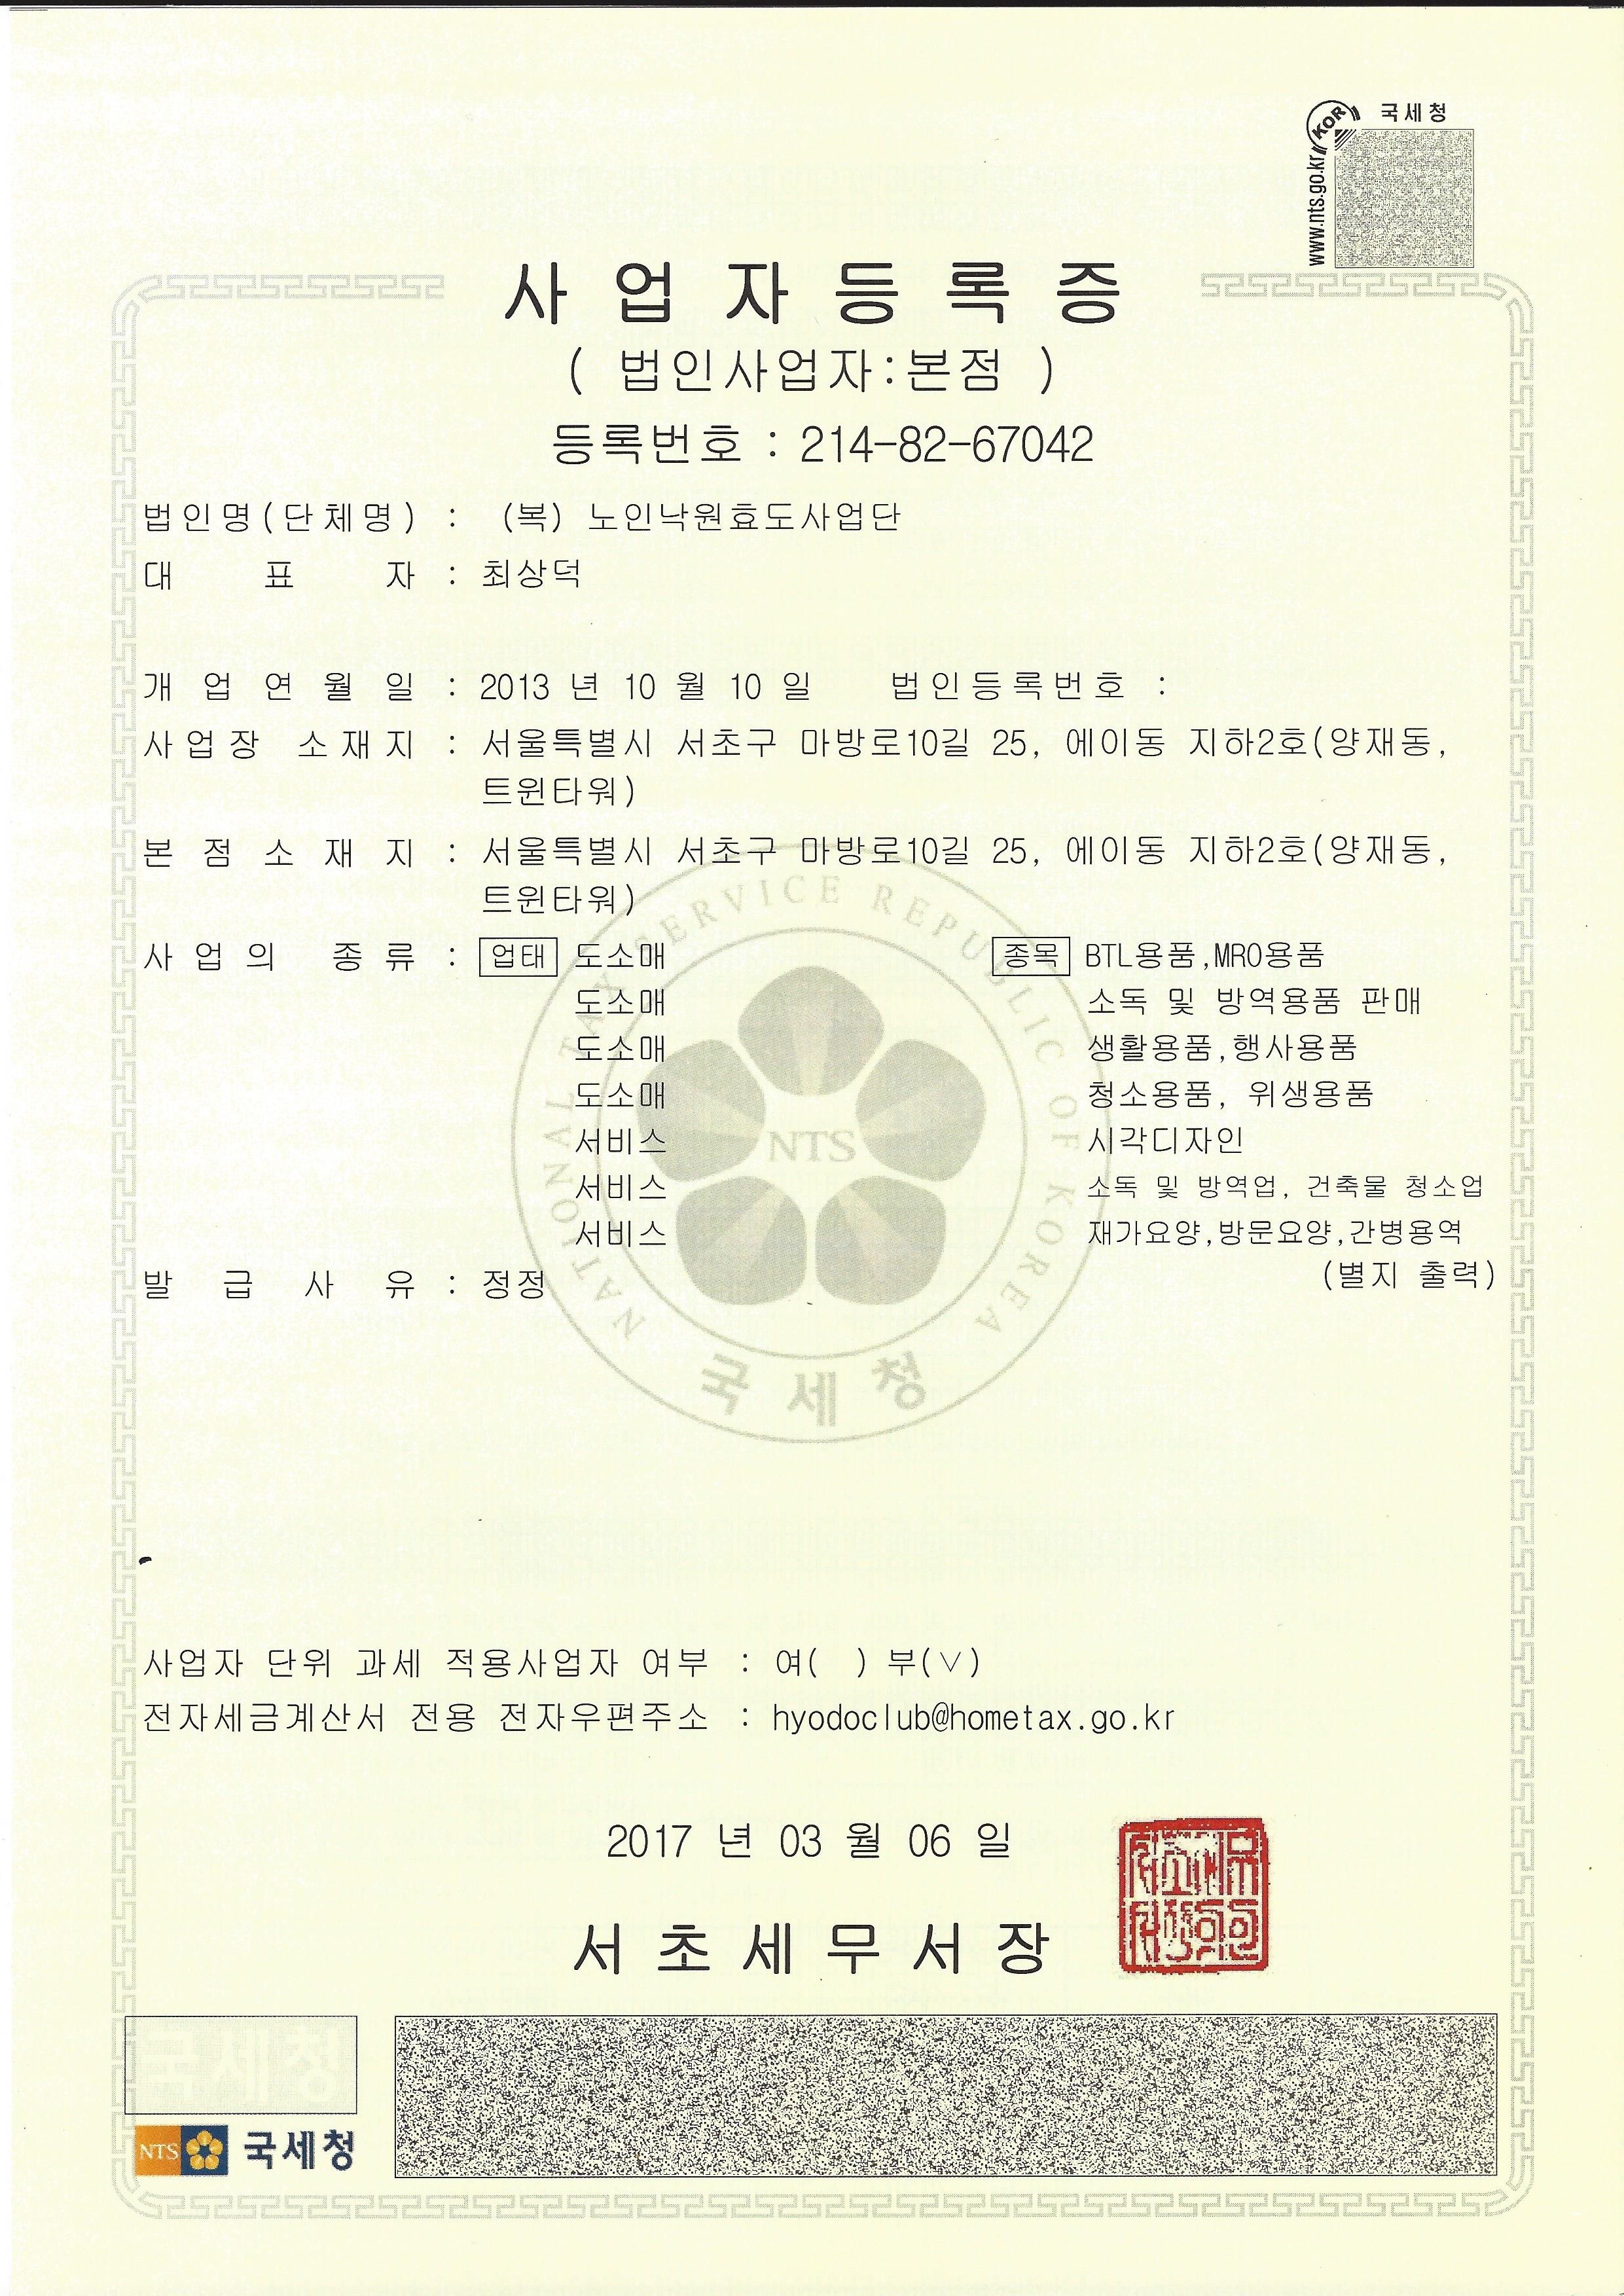 국세청
www.nts.go.kr
KOR
사업자등록증
( 법인사업자:본점 )
등록번호 : 214-82-67042
법인명(단체명) : (복) 노인낙원효도사업단
대 표 자 : 최상덕
개 업 연 월 일 : 2013 년 10 월 10 일 법인등록번호 :
사업장 소재지 : 서울특별시 서초구 마방로10길 25, 에이동 지하2호(양재동,
트윈타워)
본 점 소 재 지 : 서울특별시 서초구 마방로10길 25, 에이동 지하2호(양재동,
트윈타워)
사업의 종류 : 업태 도소매 종목 BTL용품,MRO용품
도소매 소독 및 방역용품 판매
도소매 생활용품,행사용품
도소매 청소용품, 위생용품
서비스 시각디자인
서비스 소독 및 방역업, 건축물 청소업
서비스 재가요양,방문요양,간병용역
(별지 출력)
발 급 사 유 : 정정
NATIONAL TAX SERVICE REPUBLIC OF KOREA
NTS
국세청
사업자 단위 과세 적용사업자 여부 : 여( ) 부(∨)
전자세금계산서 전용 전자우편주소 : hyodoclub@hometax.go.kr
2017 년 03 월 06 일
서초세무서장
국세청
NTS 국세청